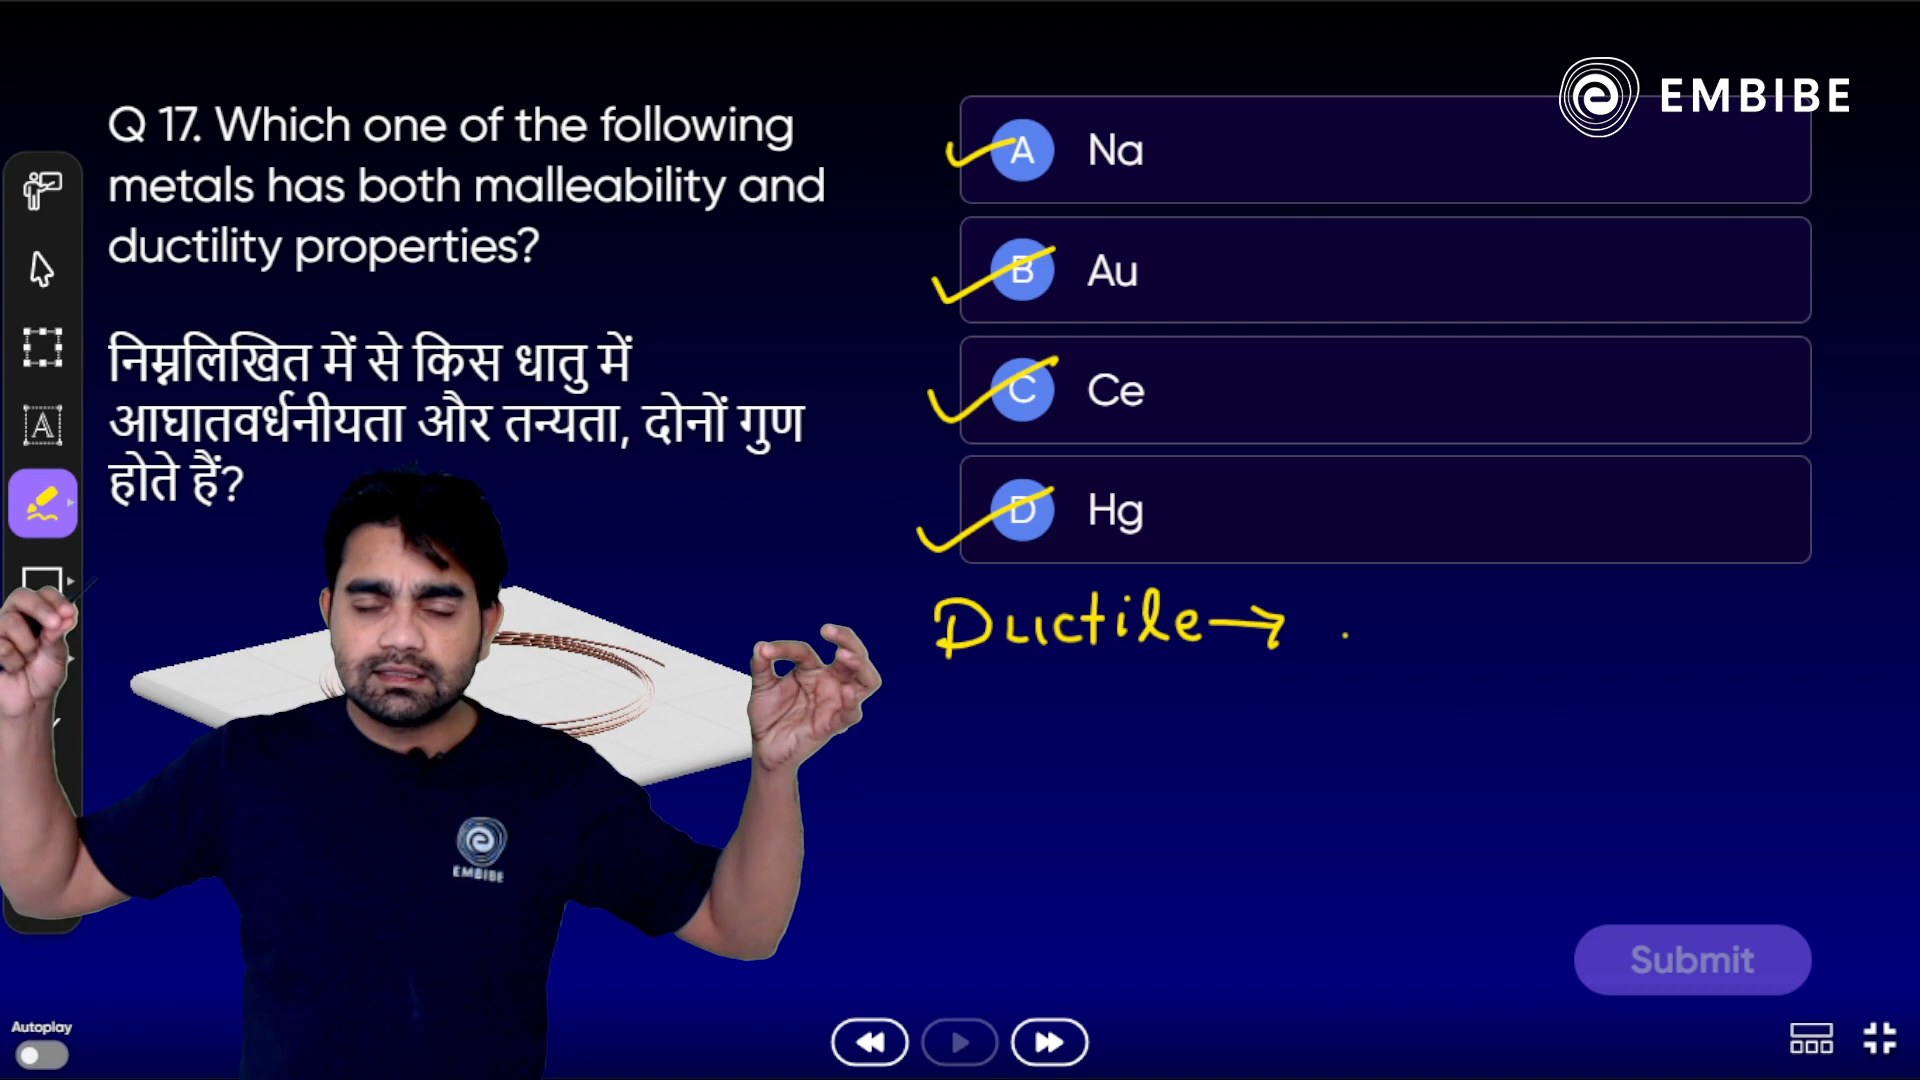 EMBIBE
Q 17. Which one of the following
metals has both malleability and
ductility properties?
निम्नलिखित में से किस धातु में
आघातवर्धनीयता और तन्यता, दोनों गुण
होते हैं?
A Na
B Au
C Ce
D Hg
Ductile→
EMBIBE
Submit
Autoplay